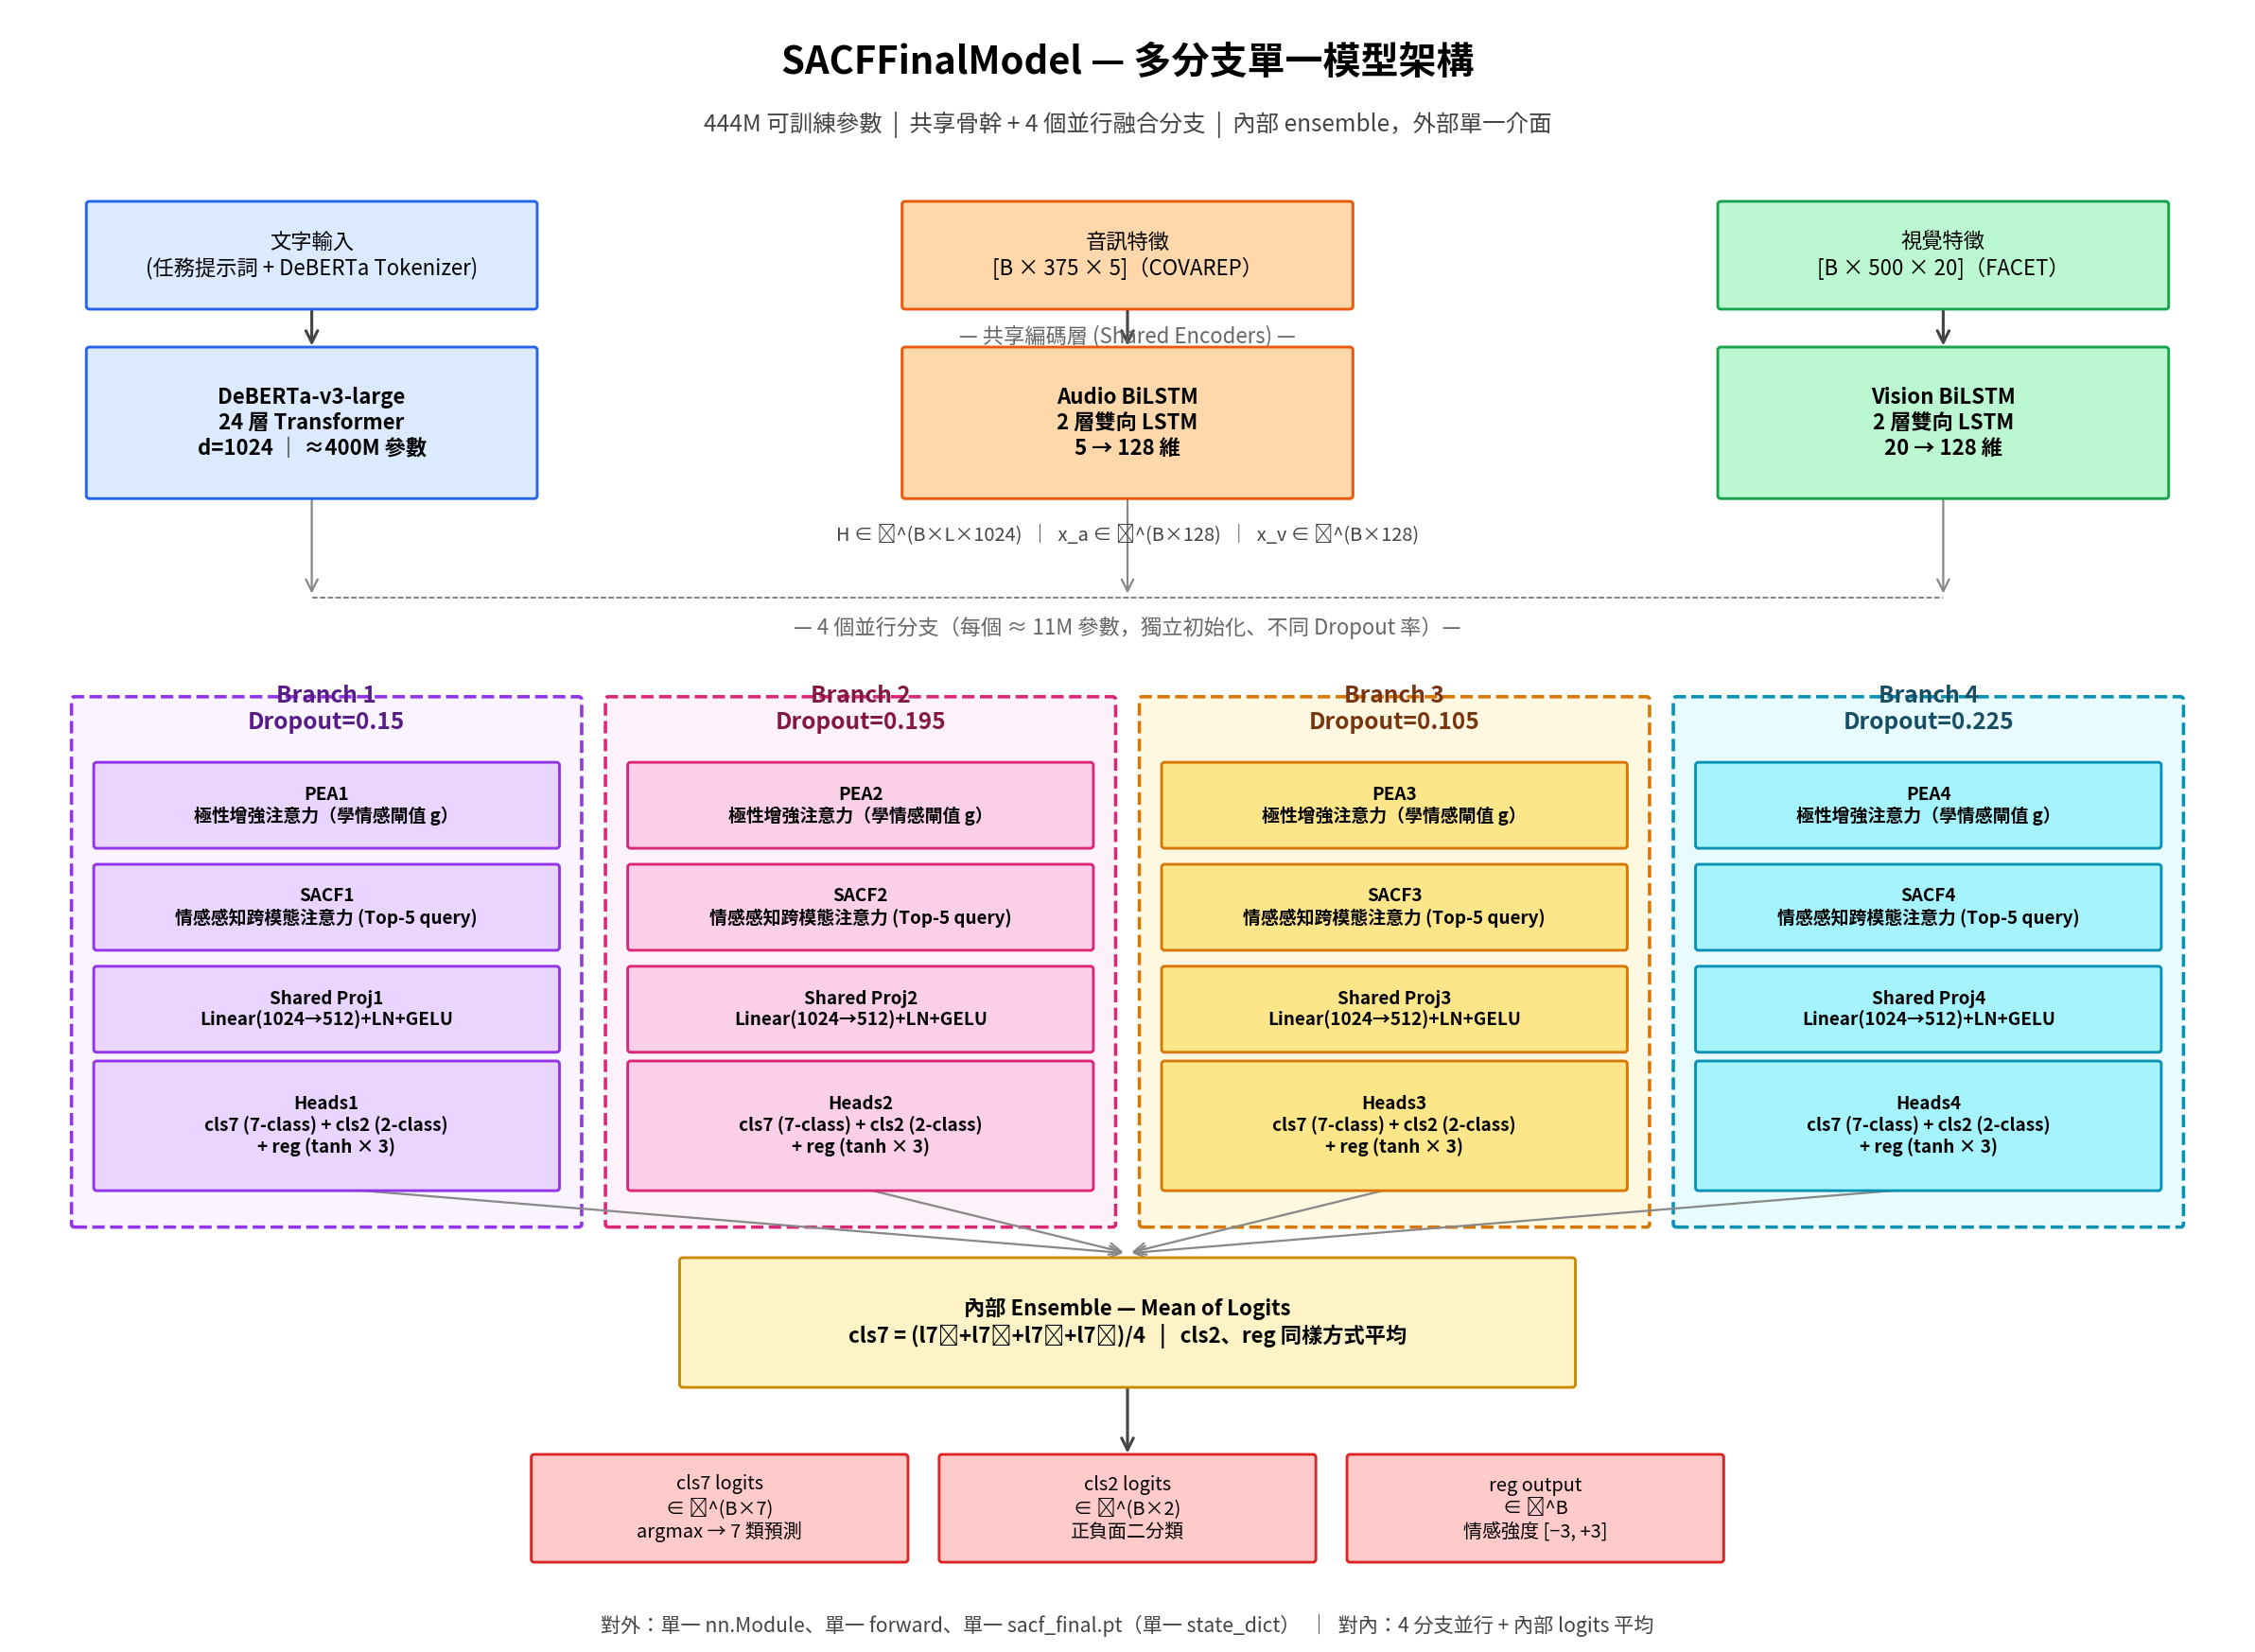 SACFFinalModel — 多分支單一模型架構
444M 可訓練參數 | 共享骨幹 + 4 個並行融合分支 | 內部 ensemble，外部單一介面
文字輸入
(任務提示詞 + DeBERTa Tokenizer)
音訊特徵
[B × 375 × 5]（COVAREP）
視覺特徵
[B × 500 × 20]（FACET）
— 共享編碼層 (Shared Encoders) —
DeBERTa-v3-large
24 層 Transformer
d=1024 | ≈400M 參數
Audio BiLSTM
2 層雙向 LSTM
5 → 128 維
Vision BiLSTM
2 層雙向 LSTM
20 → 128 維
H ∈ □^(B×L×1024) | x_a ∈ □^(B×128) | x_v ∈ □^(B×128)
— 4 個並行分支（每個 ≈ 11M 參數，獨立初始化、不同 Dropout 率）—
Branch 1
Dropout=0.15
PEA1
極性增強注意力（學情感閘值 g）
SACF1
情感感知跨模態注意力 (Top-5 query)
Shared Proj1
Linear(1024→512)+LN+GELU
Heads1
cls7 (7-class) + cls2 (2-class)
+ reg (tanh × 3)
Branch 2
Dropout=0.195
PEA2
極性增強注意力（學情感閘值 g）
SACF2
情感感知跨模態注意力 (Top-5 query)
Shared Proj2
Linear(1024→512)+LN+GELU
Heads2
cls7 (7-class) + cls2 (2-class)
+ reg (tanh × 3)
Branch 3
Dropout=0.105
PEA3
極性增強注意力（學情感閘值 g）
SACF3
情感感知跨模態注意力 (Top-5 query)
Shared Proj3
Linear(1024→512)+LN+GELU
Heads3
cls7 (7-class) + cls2 (2-class)
+ reg (tanh × 3)
Branch 4
Dropout=0.225
PEA4
極性增強注意力（學情感閘值 g）
SACF4
情感感知跨模態注意力 (Top-5 query)
Shared Proj4
Linear(1024→512)+LN+GELU
Heads4
cls7 (7-class) + cls2 (2-class)
+ reg (tanh × 3)
內部 Ensemble — Mean of Logits
cls7 = (l7□+l7□+l7□+l7□)/4 | cls2、reg 同樣方式平均
cls7 logits
∈ □^(B×7)
argmax → 7 類預測
cls2 logits
∈ □^(B×2)
正負面二分類
reg output
∈ □^B
情感強度 [−3, +3]
對外：單一 nn.Module、單一 forward、單一 sacf_final.pt（單一 state_dict） | 對內：4 分支並行 + 內部 logits 平均